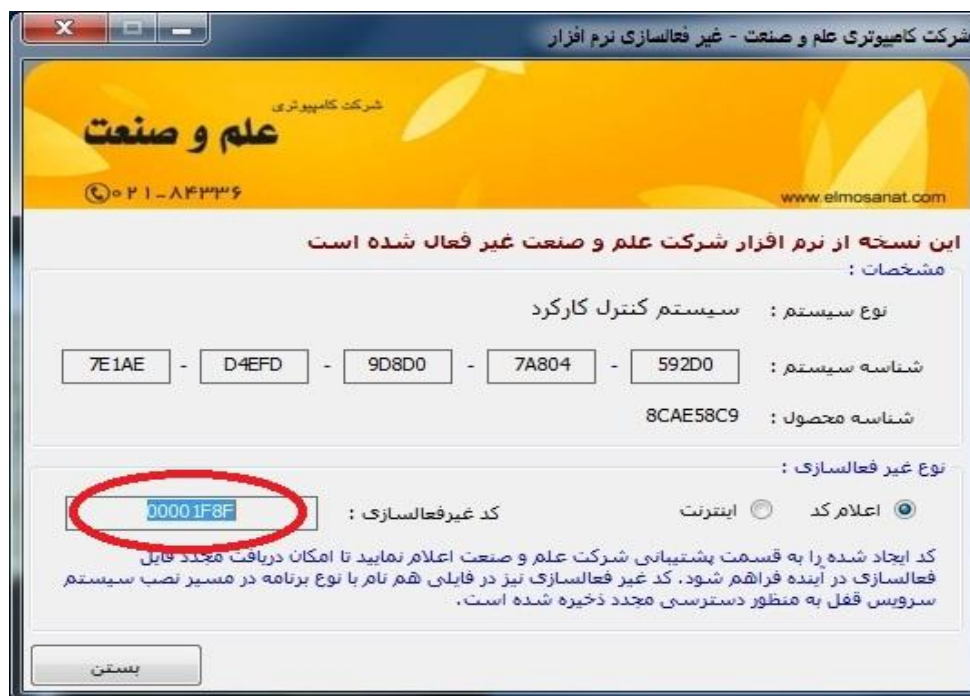 شرکت کامپیوتری علم و صنعت - غیر فعالسازی نرم افزار
شرکت کامپیوتری
علم و صنعت
۰۲۱-۸۴۳۳۶
www.elmosanat.com
این نسخه از نرم افزار شرکت علم و صنعت غیر فعال شده است
مشخصات :
نوع سیستم : سیستم کنترل کارکرد
شناسه سیستم : 7E1AE - D4EFD - 9D8D0 - 7A804 - 592D0
شناسه محصول : 8CAE58C9
نوع غیر فعالسازی :
اعلام کد اینترنت کد غیرفعالسازی : 00001F8F
کد ایجاد شده را به قسمت پشتیبانی شرکت علم و صنعت اعلام نمایید تا امکان دریافت مجدد فایل
فعالسازی در آینده فراهم شود. کد غیر فعالسازی نیز در فایلی هم نام با نوع برنامه در مسیر نصب سیستم
سرویس قفل به منظور دسترسی مجدد ذخیره شده است.
بستن